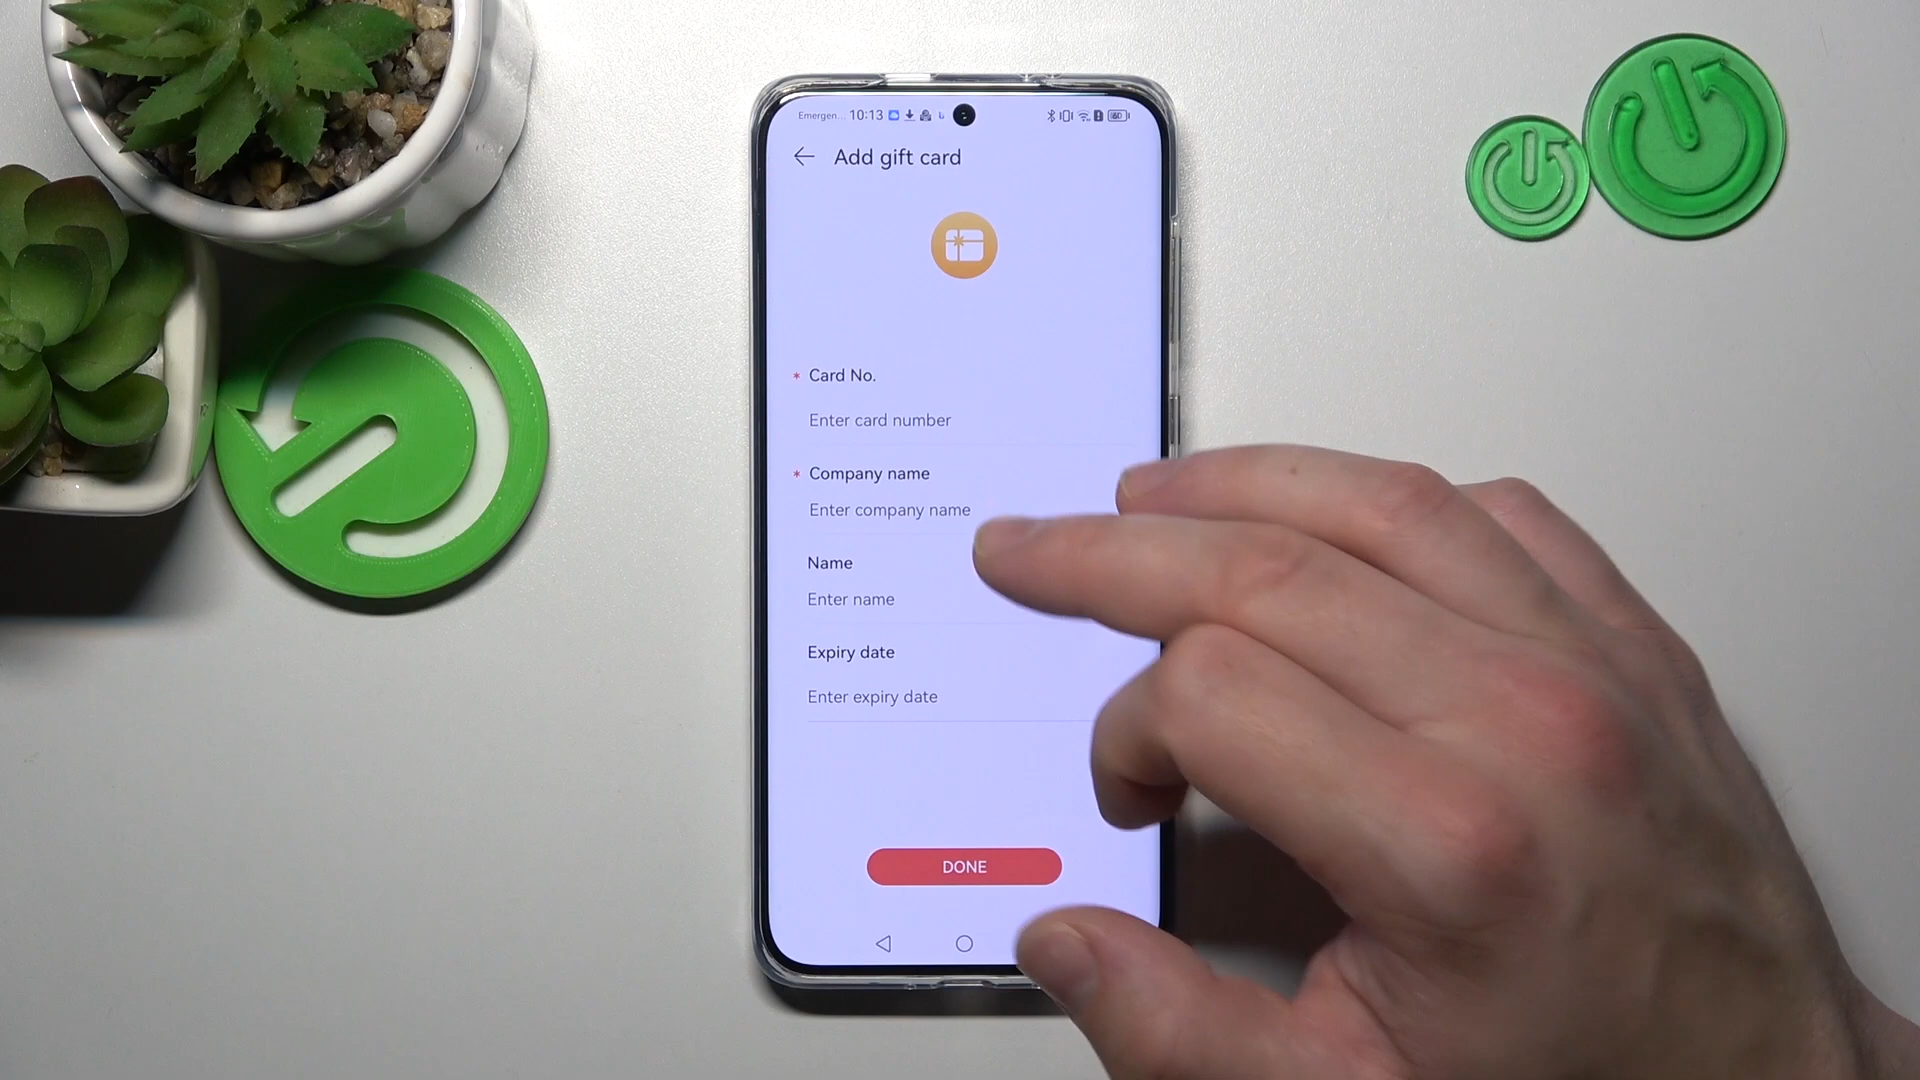 Emergen... 10:13
Add gift card
* Card No.
Enter card number
* Company name
Enter company name
Name
Enter name
Expiry date
Enter expiry date
DONE